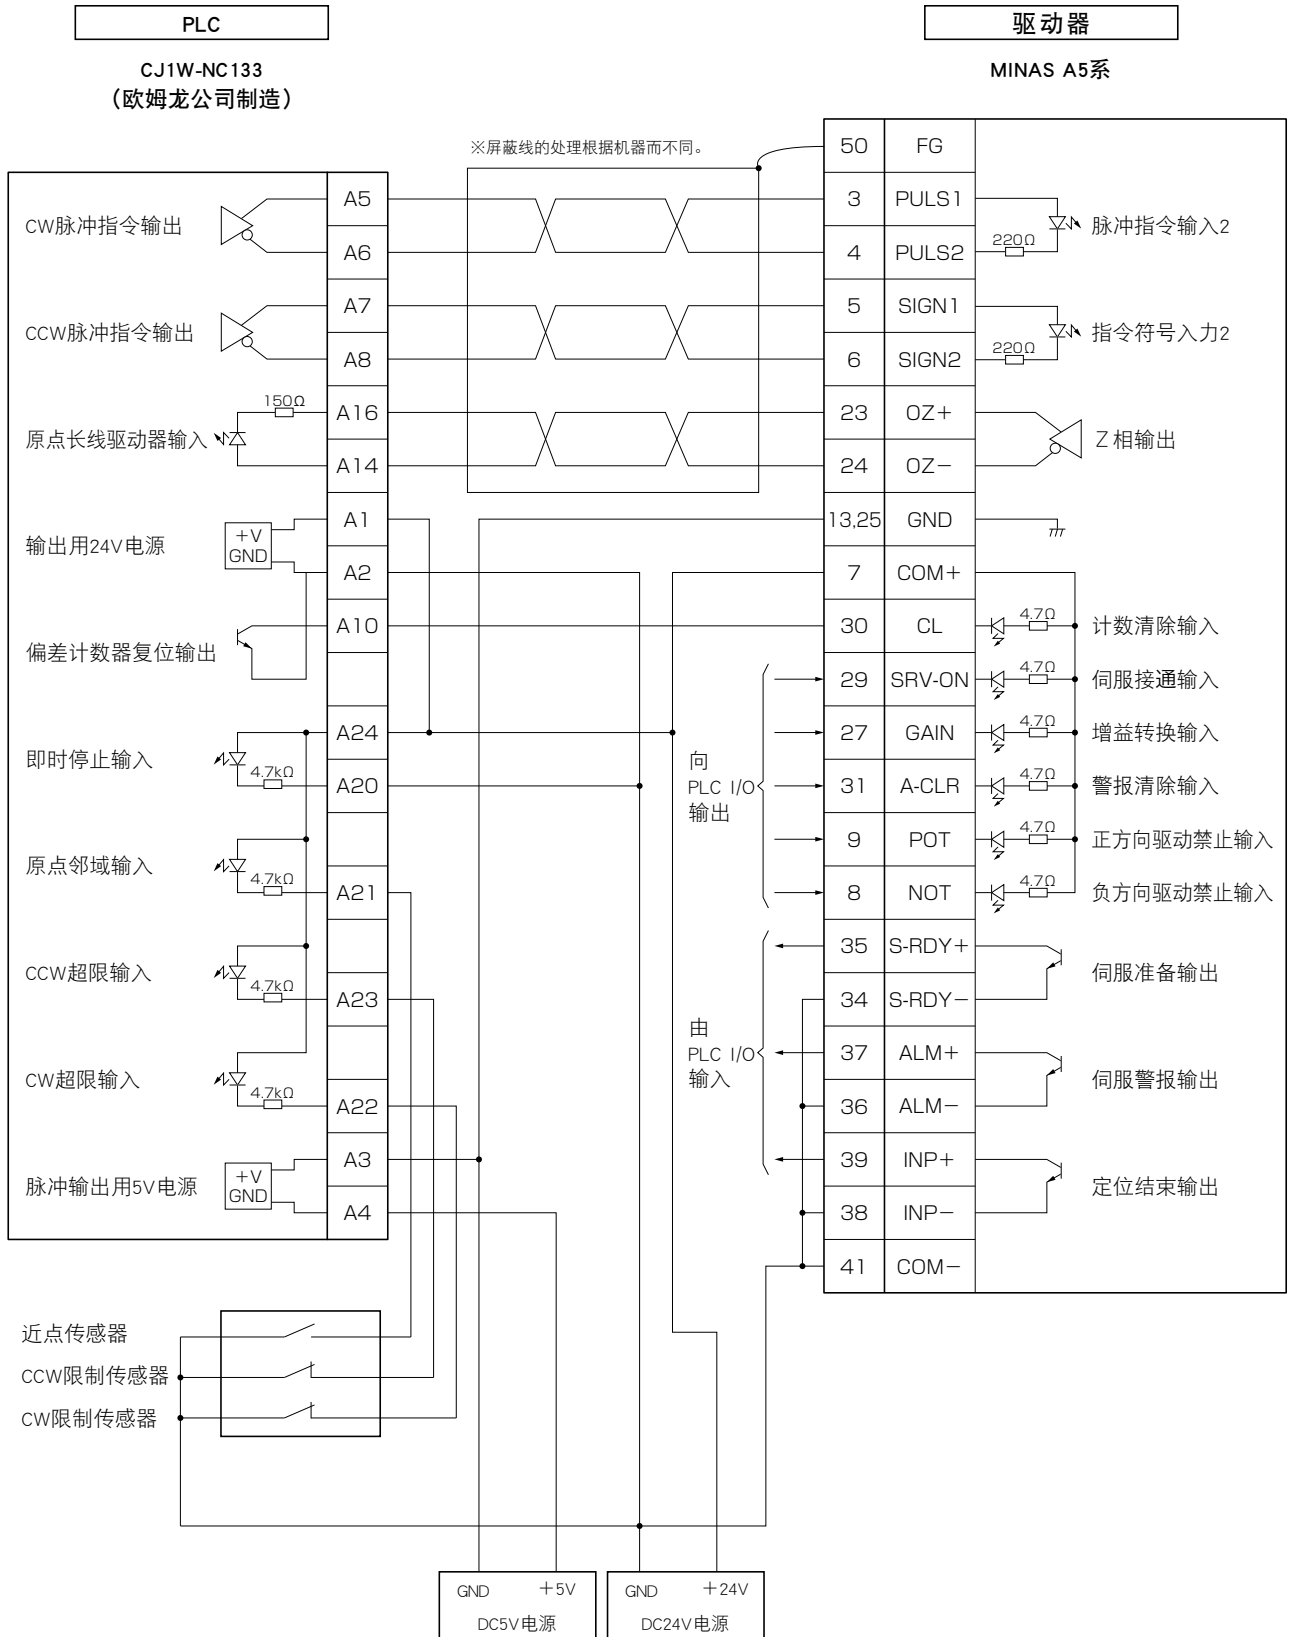 PLC
驱动器
CJ1W-NC133
（欧姆龙公司制造）
MINAS A5系
※屏蔽线的处理根据机器而不同。
50 FG
CW脉冲指令输出
A5
3 PULS1
脉冲指令输入2
220Ω
A6
4 PULS2
CCW脉冲指令输出
A7
5 SIGN1
指令符号入力2
220Ω
A8
6 SIGN2
150Ω
原点长线驱动器输入
A16
23 OZ+
Z相输出
A14
24 OZ−
输出用24V电源
+V
GND
A1
13,25 GND
A2
7 COM+
偏差计数器复位输出
A10
30 CL
4.7Ω
计数清除输入
29 SRV-ON
4.7Ω
伺服接通输入
即时停止输入
A24
27 GAIN
4.7Ω
增益转换输入
向
PLC I/O
输出
4.7kΩ
A20
31 A-CLR
4.7Ω
警报清除输入
原点邻域输入
9 POT
4.7Ω
正方向驱动禁止输入
4.7kΩ
A21
8 NOT
4.7Ω
负方向驱动禁止输入
CCW超限输入
35 S-RDY+
伺服准备输出
4.7kΩ
A23
34 S-RDY−
由
PLC I/O
输入
CW超限输入
37 ALM+
伺服警报输出
4.7kΩ
A22
36 ALM−
脉冲输出用5V电源
+V
GND
A3
39 INP+
定位结束输出
A4
38 INP−
41 COM−
近点传感器
CCW限制传感器
CW限制传感器
GND +5V
DC5V电源
GND +24V
DC24V电源